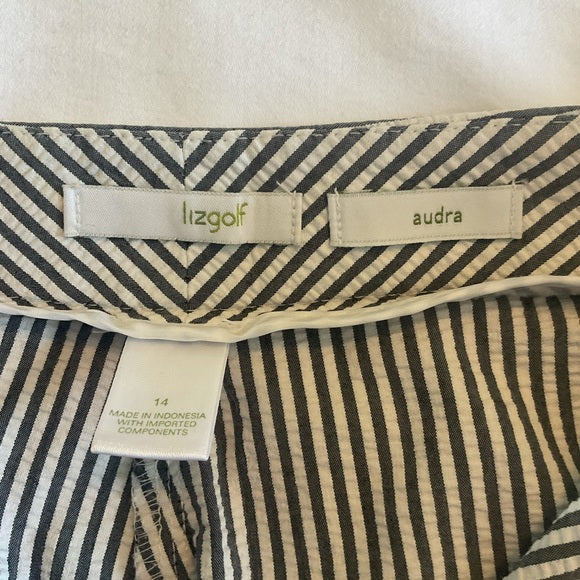 lizgolf
audra
14
MADE IN INDONESIA
WITH IMPORTED
COMPONENTS